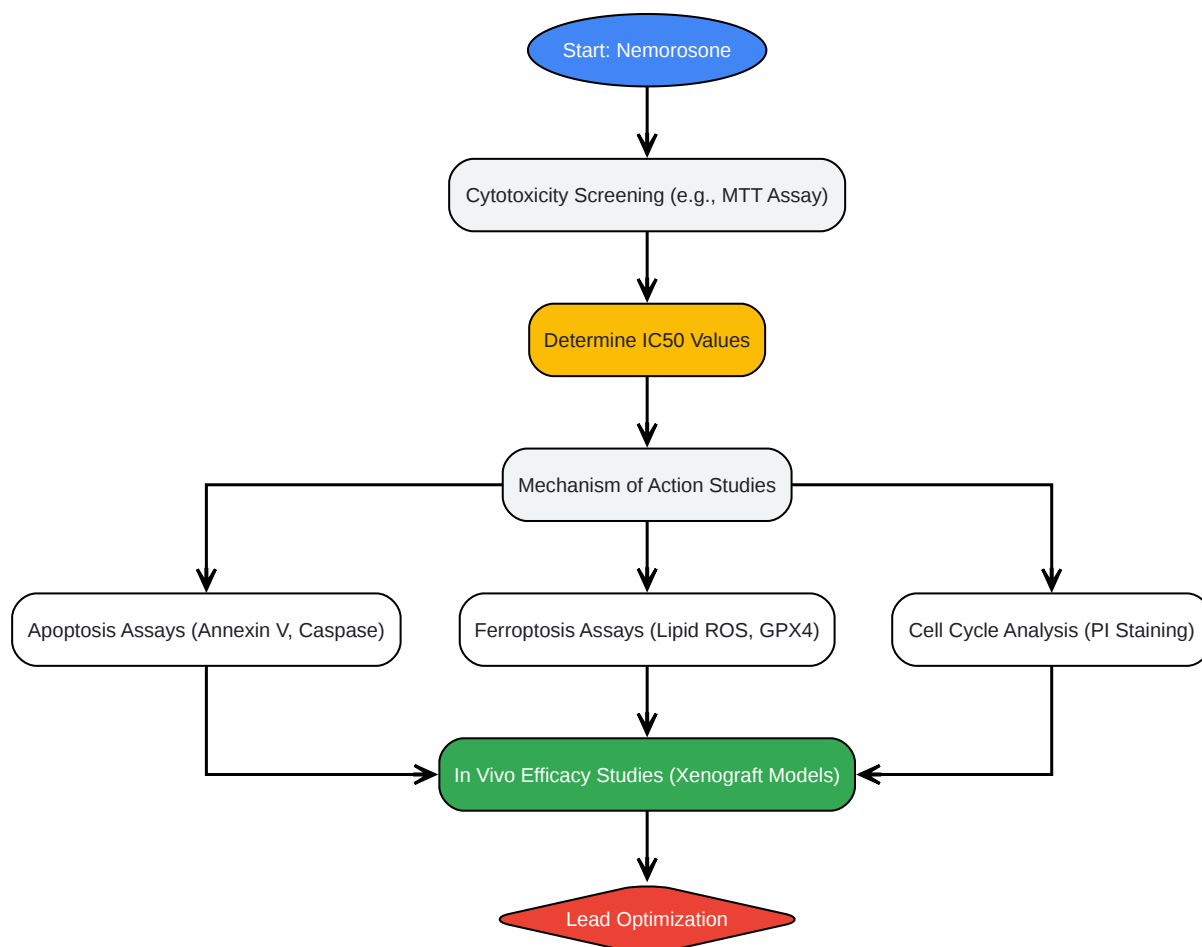 Start: Nemorosone
Cytotoxicity Screening (e.g., MTT Assay)
Determine IC50 Values
Mechanism of Action Studies
Apoptosis Assays (Annexin V, Caspase)
Ferroptosis Assays (Lipid ROS, GPX4)
Cell Cycle Analysis (PI Staining)
In Vivo Efficacy Studies (Xenograft Models)
Lead Optimization